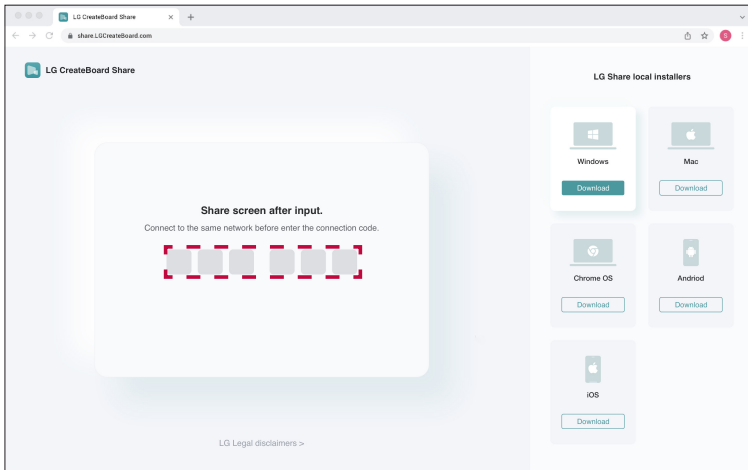 LG CreateBoard Share
share.LGCreateBoard.com
S
LG CreateBoard Share
Share screen after input.
Connect to the same network before enter the connection code.
LG Legal disclaimers >
LG Share local installers
Windows
Download
Mac
Download
Chrome OS
Download
Andriod
Download
iOS
Download